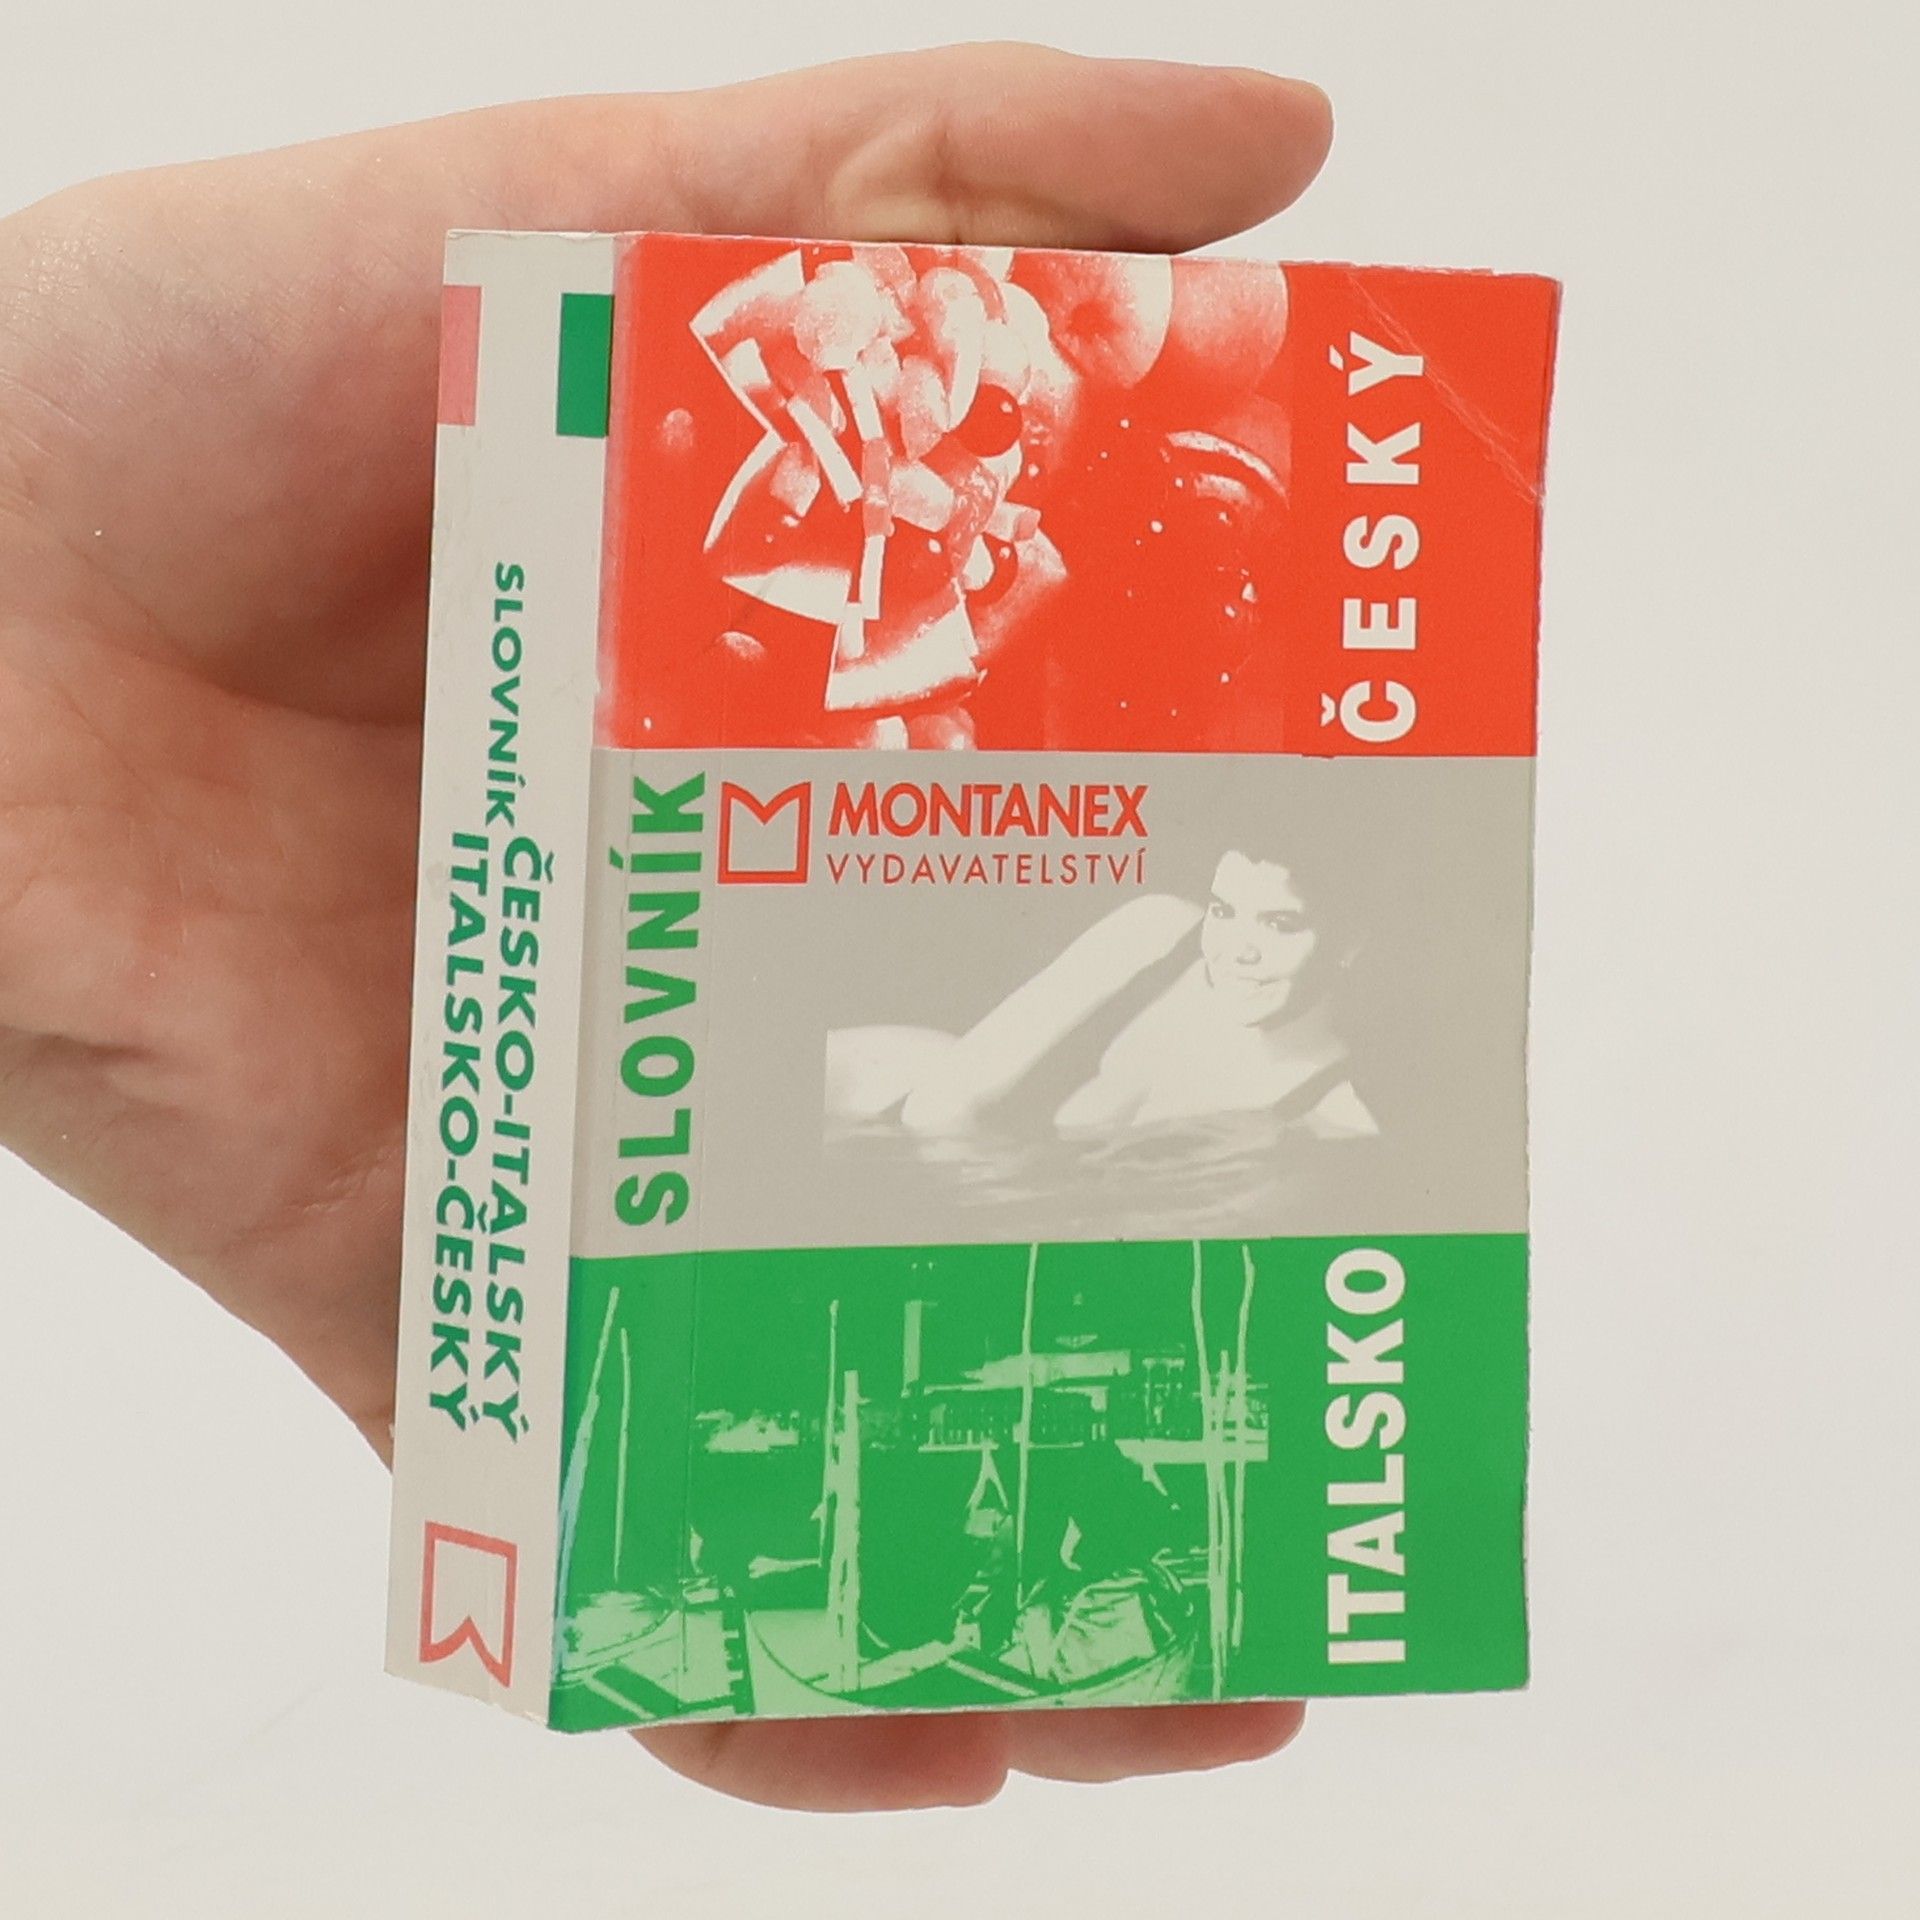 SLOVNÍK
ČESKO-ITALSKÝ
ITALSKO-ČESKÝ
SLOVNÍK
MONTANEX
VYDAVATELSTVÍ
ITALSKO
ČESKÝ